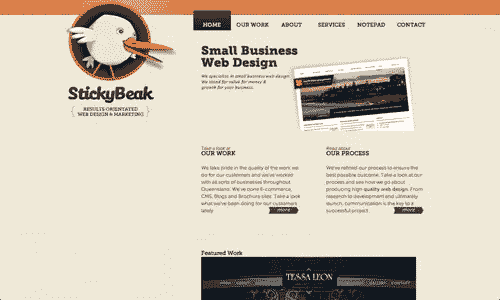 HOME OUR WORK ABOUT SERVICES NOTEPAD CONTACT
StickyBeak
RESULTS-ORIENTATED
WEB DESIGN & MARKETING
Small Business
Web Design
We specialise in small business web design.
We stand for value for money &
growth for your business.
Take a look at
OUR WORK
We take pride in the quality of the work we
do for our customers and we've worked
with all sorts of businesses throughout
Queensland. We've done E-commerce,
CMS, Blogs and Brochure sites. Take a look
what we've been doing for our customers
lately.
more
Read about
OUR PROCESS
We've refined our process to ensure the
best possible outcome. Take a look at our
process and see how we go about
producing high quality web design. From
research to development and ultimately
launch, communication is the key to a
successful project.
more
Featured Work
TESSA LEON